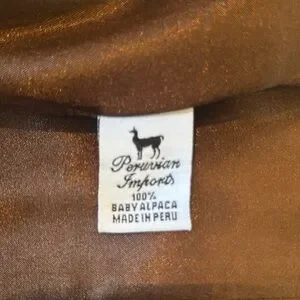 Peruvian
Imports
100%
BABY ALPACA
MADE IN PERU